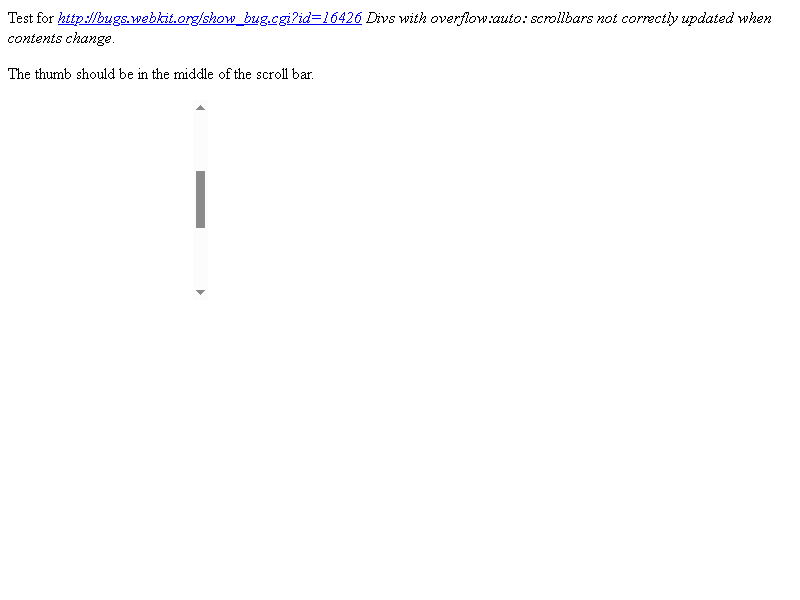 Test for http://bugs.webkit.org/show_bug.cgi?id=16426 Divs with overflow:auto: scrollbars not correctly updated when
contents change.
The thumb should be in the middle of the scroll bar.